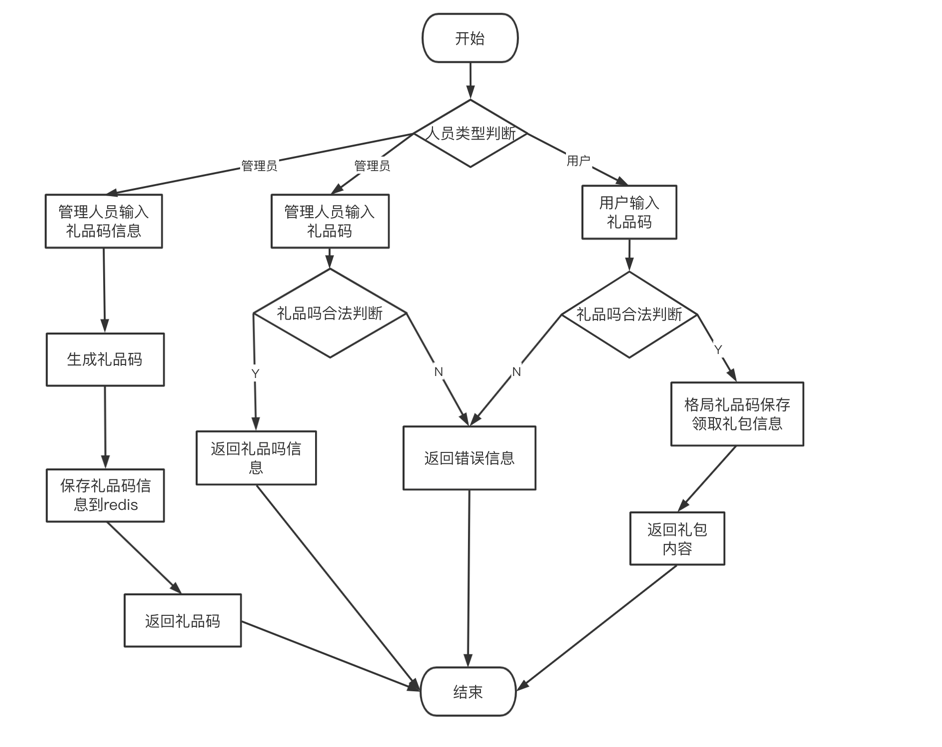 开始
人员类型判断
管理员
管理员
用户
管理人员输入
礼品码信息
管理人员输入
礼品码
用户输入
礼品码
礼品吗合法判断
礼品吗合法判断
生成礼品码
Y
N
N
Y
格局礼品码保存
领取礼包信息
返回礼品吗信
息
返回错误信息
保存礼品码信
息到redis
返回礼包
内容
返回礼品码
结束